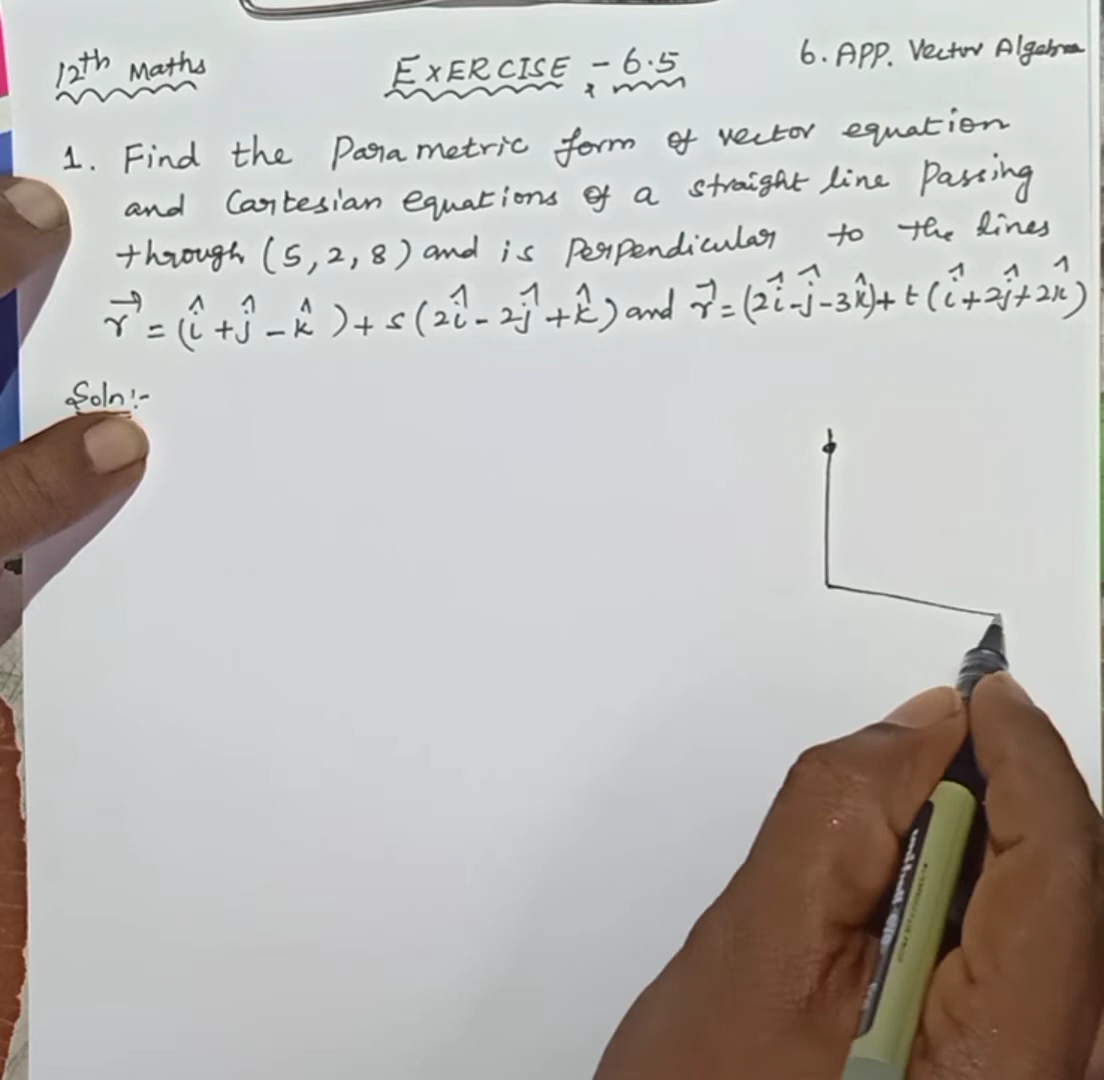 12th Maths EXERCISE - 6.5 6. APP. Vector Algebra
1. Find the Parametric form of vector equation
and Cartesian equations of a straight line Passing
through (5, 2, 8) and is Perpendicular to the lines
r⃗ = (î + ĵ - k̂) + s(2î - 2ĵ + k̂) and r⃗ = (2î - ĵ - 3k̂) + t(î + 2ĵ + 2k̂)
Soln:-